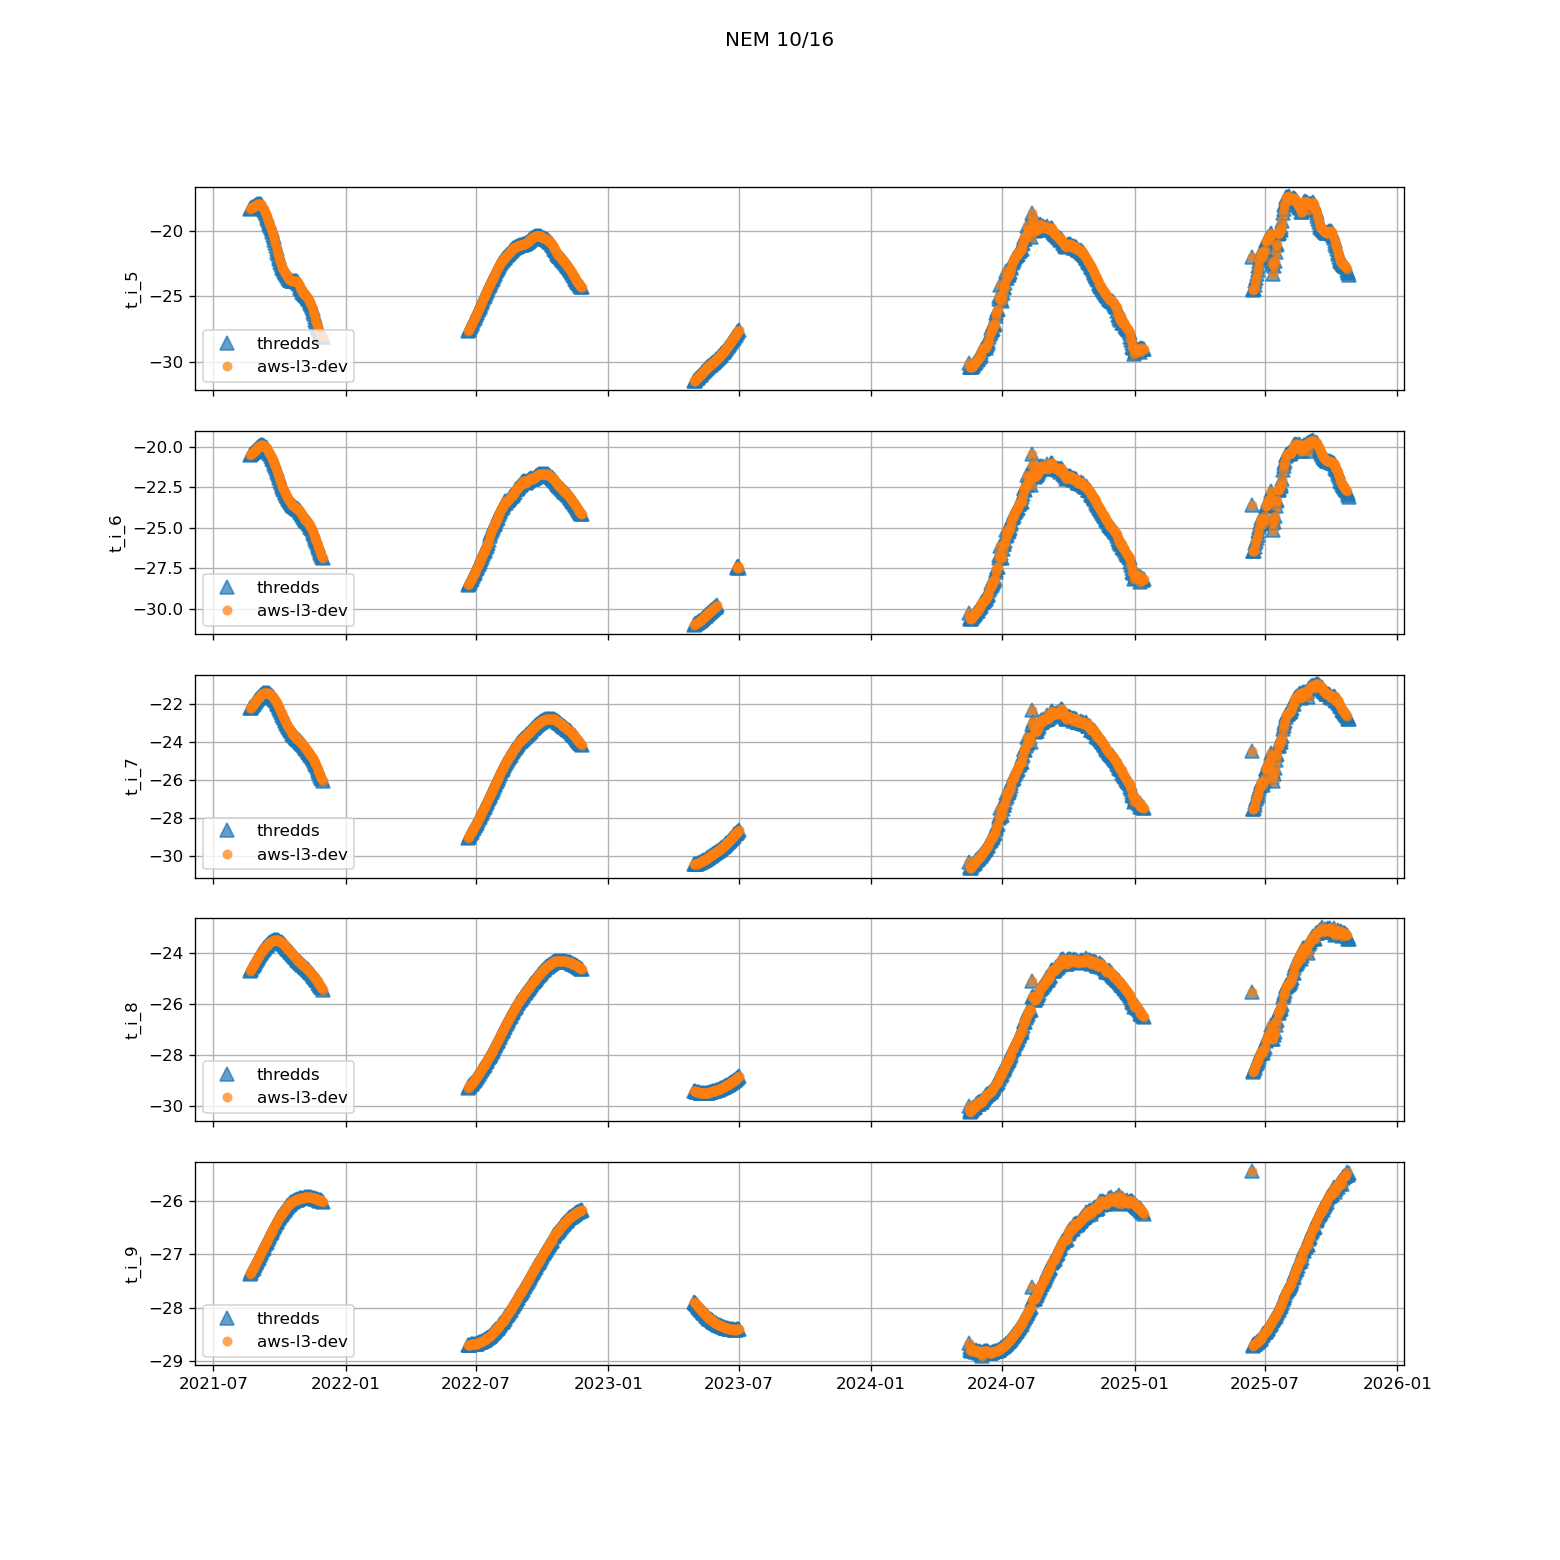 NEM 10/16
t_i_5
−20
−25
−30
thredds
aws-l3-dev
t_i_6
−20.0
−22.5
−25.0
−27.5
−30.0
thredds
aws-l3-dev
t_i_7
−22
−24
−26
−28
−30
thredds
aws-l3-dev
t_i_8
−24
−26
−28
−30
thredds
aws-l3-dev
t_i_9
−26
−27
−28
−29
thredds
aws-l3-dev
2021-07 2022-01 2022-07 2023-01 2023-07 2024-01 2024-07 2025-01 2025-07 2026-01